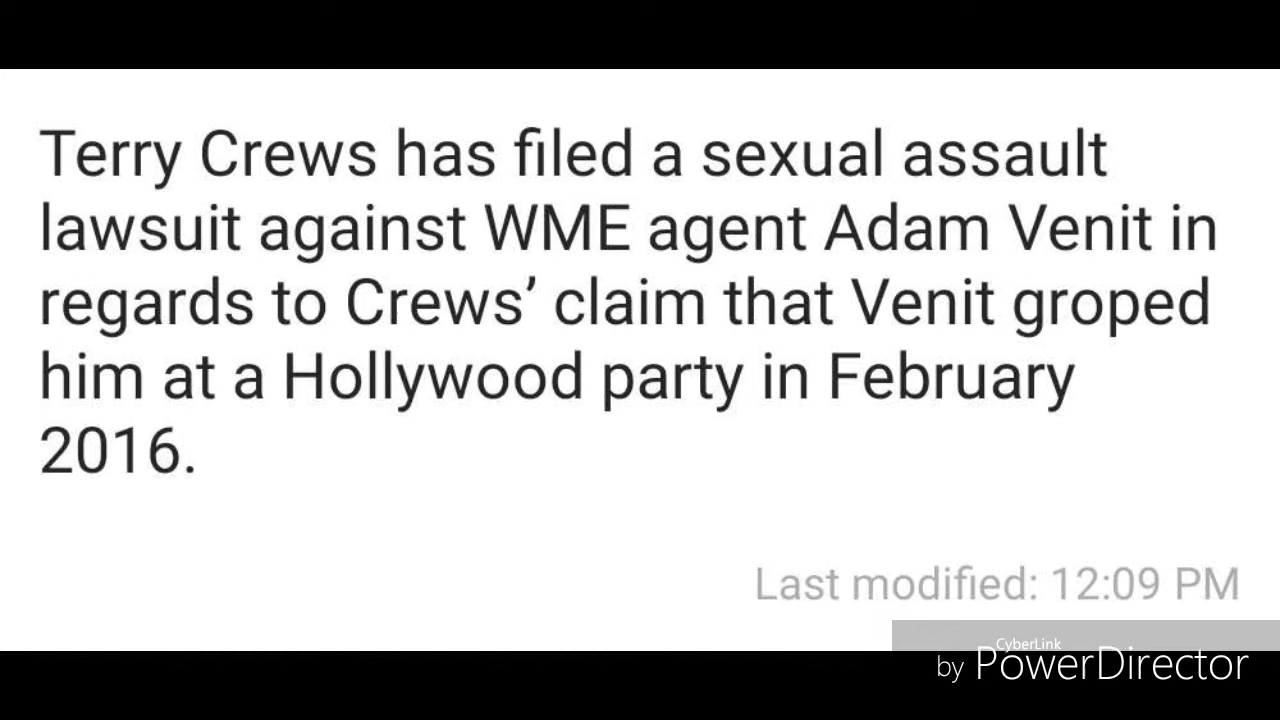 Terry Crews has filed a sexual assault
lawsuit against WME agent Adam Venit in
regards to Crews’ claim that Venit groped
him at a Hollywood party in February
2016.
Last modified: 12:09 PM
CyberLink
by PowerDirector